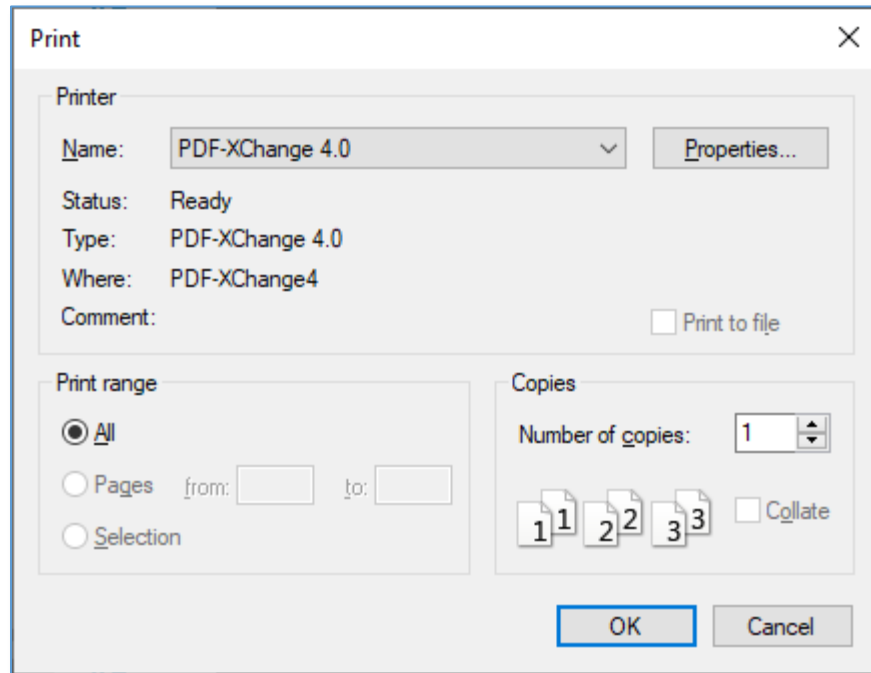 Print
Printer
Name: PDF-XChange 4.0 Properties...
Status: Ready
Type: PDF-XChange 4.0
Where: PDF-XChange4
Comment:
Print to file
Print range
All
Pages from: to:
Selection
Copies
Number of copies: 1
1 1 2 2 3 3 Collate
OK Cancel